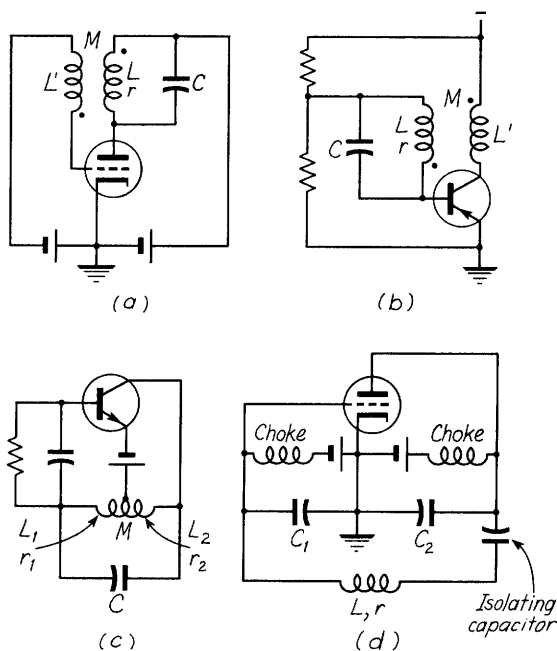 M
L'
L
r
C
(a)
M
L
r
C
L'
(b)
L₁
r₁
M
L₂
r₂
C
(c)
Choke
Choke
C₁
C₂
L, r
Isolating
capacitor
(d)